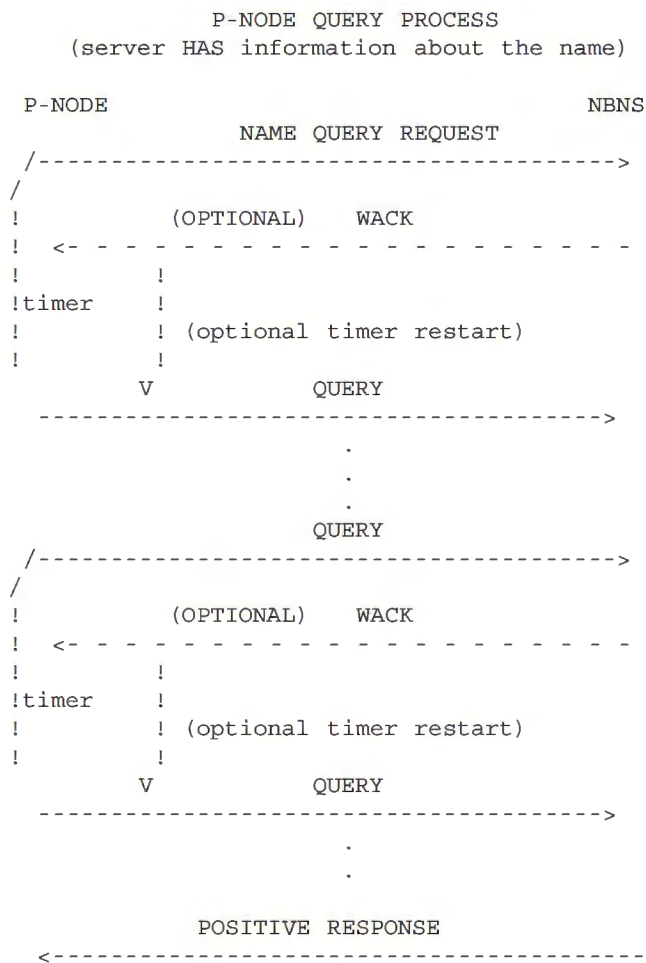 P-NODE QUERY PROCESS
(server HAS information about the name)
P-NODE NBNS
NAME QUERY REQUEST
/---------------------------------------->
/
! (OPTIONAL) WACK
! <- - - - - - - - - - - - - - - - - - - -
! !
!timer !
! ! (optional timer restart)
! !
V QUERY
--------------------------------------->
.
.
.
QUERY
/---------------------------------------->
/
! (OPTIONAL) WACK
! <- - - - - - - - - - - - - - - - - - - -
! !
!timer !
! ! (optional timer restart)
! !
V QUERY
--------------------------------------->
.
.
POSITIVE RESPONSE
<-----------------------------------------